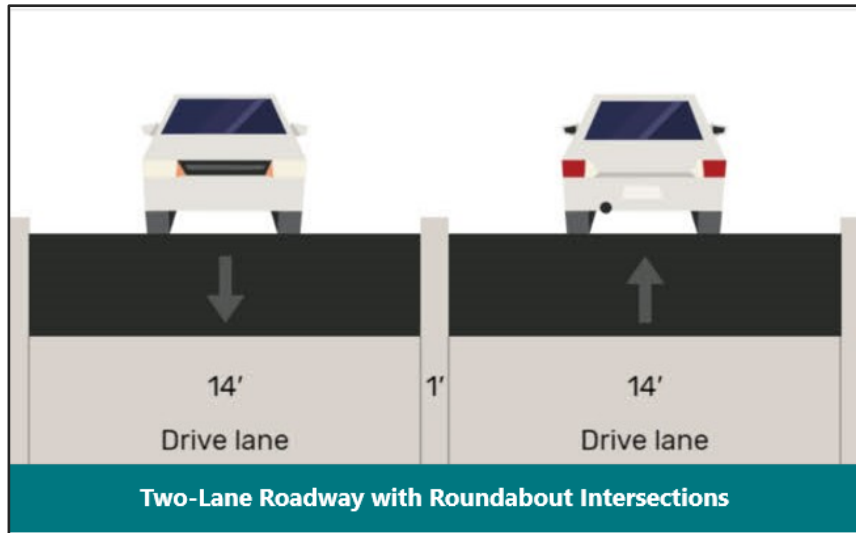 14′ 1′ 14′
Drive lane Drive lane
Two-Lane Roadway with Roundabout Intersections